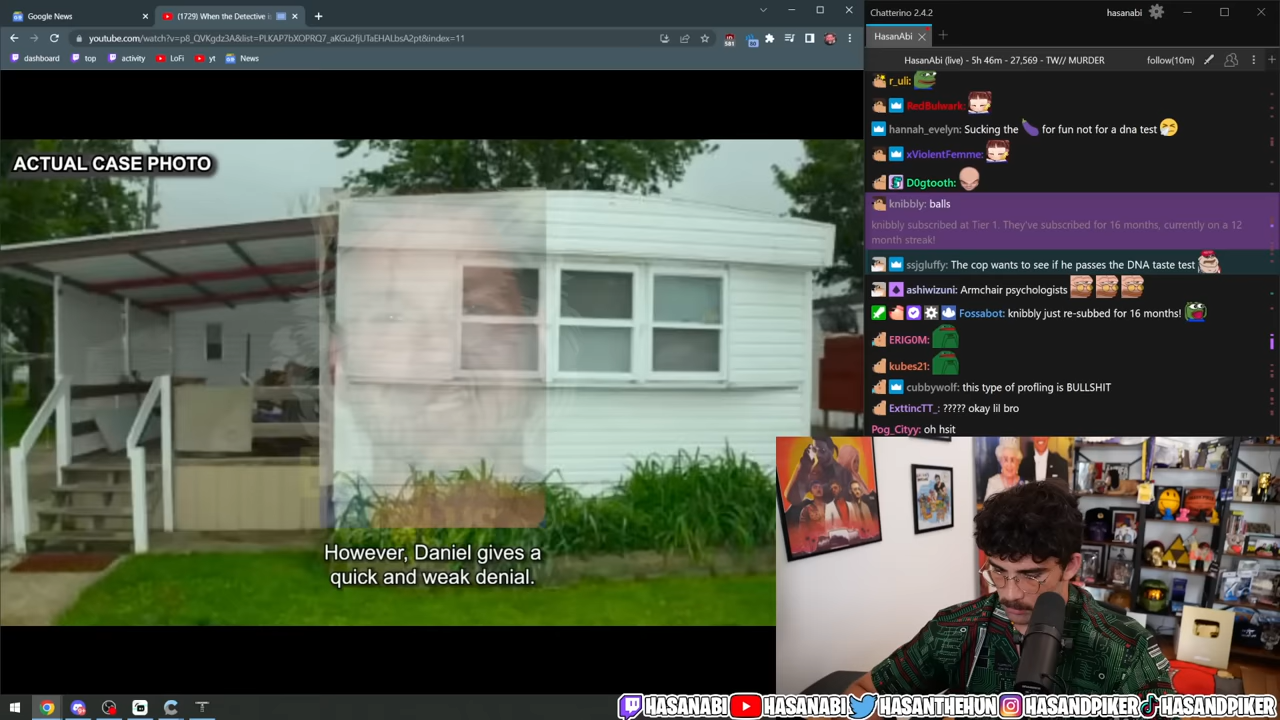 Google News
(1729) When the Detective i
youtube.com/watch?v=p8_QVKgdz3A&list=PLKAP7bXOPRQ7_aKGu2fjUTaEHALbsA2pt&index=11
581
80
dashboard
top
activity
LoFi
yt
News
ACTUAL CASE PHOTO
However, Daniel gives a
quick and weak denial.
Chatterino 2.4.2
hasanabi
HasanAbi
HasanAbi (live) - 5h 46m - 27,569 - TW// MURDER
follow(10m)
r_uli:
RedBulwark:
hannah_evelyn: Sucking the 🍆 for fun not for a dna test 🤧
xViolentFemme:
D0gtooth:
knibbly: balls
knibbly subscribed at Tier 1. They've subscribed for 16 months, currently on a 12
month streak!
ssjgluffy: The cop wants to see if he passes the DNA taste test
ashiwizuni: Armchair psychologists
Fossabot: knibbly just re-subbed for 16 months!
ERIG0M:
kubes21:
cubbywolf: this type of profling is BULLSHIT
ExttincTT_: ????? okay lil bro
Pog_Cityy: oh hsit
HASANABI
HASANABI
HASANTHEHUN
HASANDPIKER
HASANDPIKER